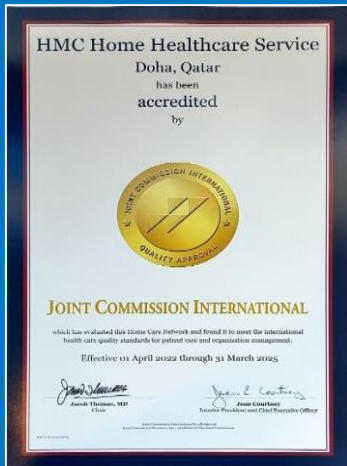 HMC Home Healthcare Service
Doha, Qatar
has been
accredited
by
JOINT COMMISSION INTERNATIONAL
QUALITY APPROVAL
JOINT COMMISSION INTERNATIONAL
which has evaluated this Home Care Network and found it to meet the international
health care quality standards for patient care and organization management.
Effective 01 April 2022 through 31 March 2025
Chair
Jean Courtney
Interim President and Chief Executive Officer